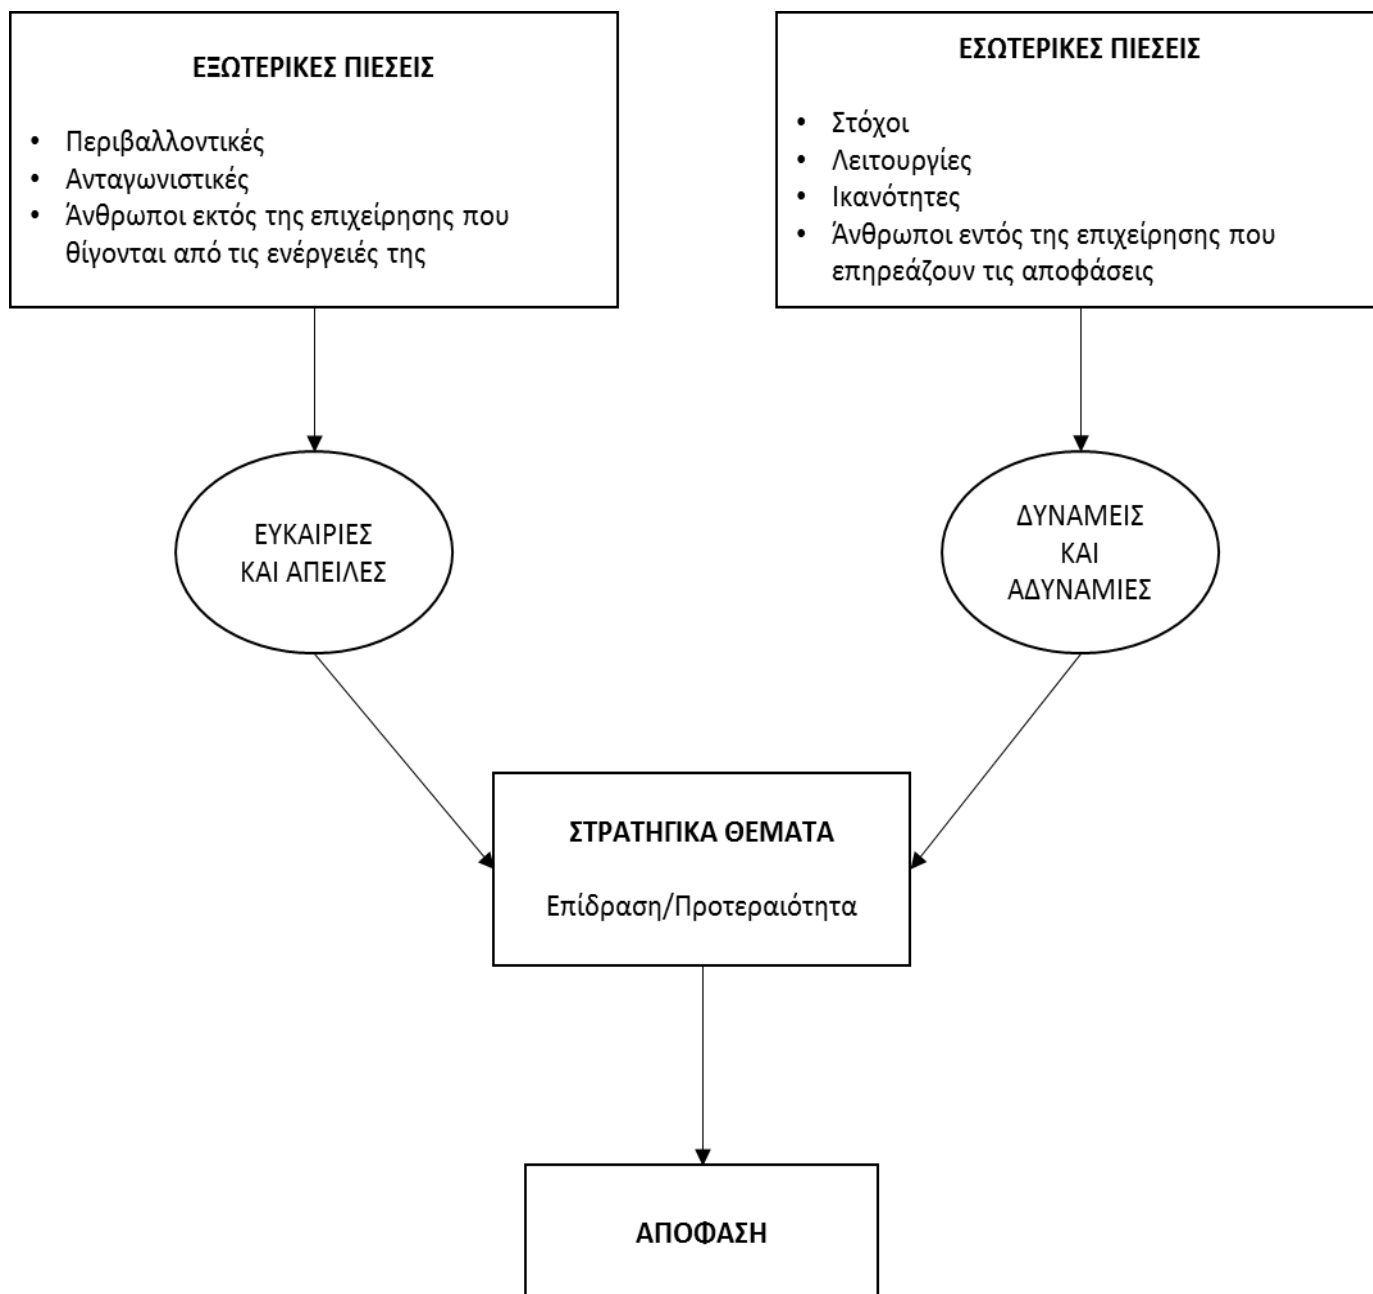 ΕΞΩΤΕΡΙΚΕΣ ΠΙΕΣΕΙΣ
• Περιβαλλοντικές
• Ανταγωνιστικές
• Άνθρωποι εκτός της επιχείρησης που
θίγονται από τις ενέργειές της
ΕΣΩΤΕΡΙΚΕΣ ΠΙΕΣΕΙΣ
• Στόχοι
• Λειτουργίες
• Ικανότητες
• Άνθρωποι εντός της επιχείρησης που
επηρεάζουν τις αποφάσεις
ΕΥΚΑΙΡΙΕΣ
ΚΑΙ ΑΠΕΙΛΕΣ
ΔΥΝΑΜΕΙΣ
ΚΑΙ
ΑΔΥΝΑΜΙΕΣ
ΣΤΡΑΤΗΓΙΚΑ ΘΕΜΑΤΑ
Επίδραση/Προτεραιότητα
ΑΠΟΦΑΣΗ